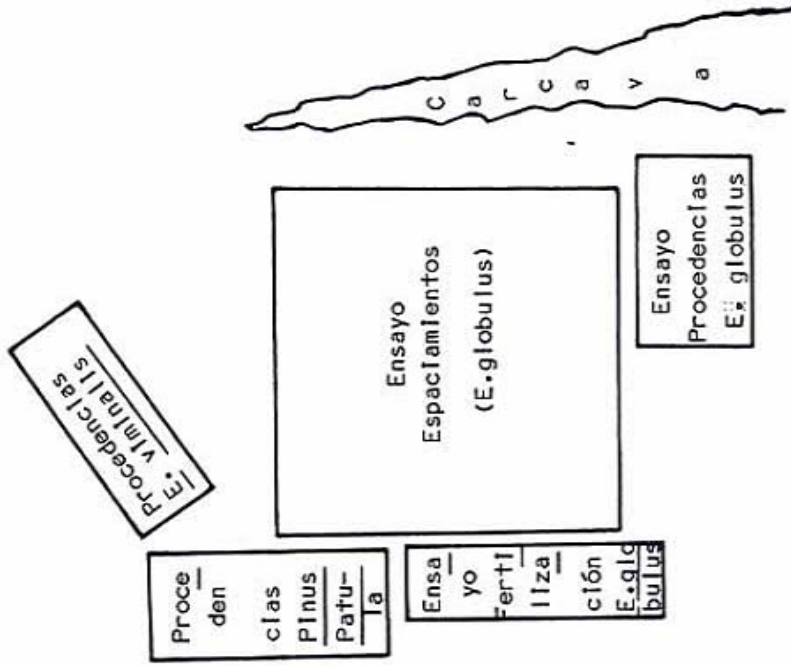 C a r c a v a
Procedencias
E. viminalis
Ensayo
Espaciamientos
(E.globulus)
Ensayo
Procedencias
E. globulus
Proce
den
cias
Pinus
Patu-
la
Ensa
yo
Ferti
liza
ción
E.glo
bulus